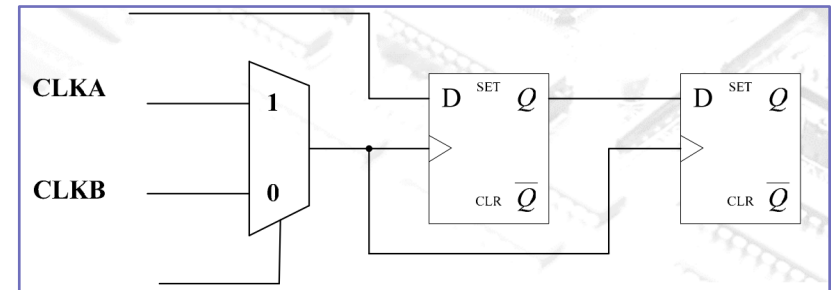 CLKA
1
D SET Q
D SET Q
CLKB
0
CLR Q̅
CLR Q̅